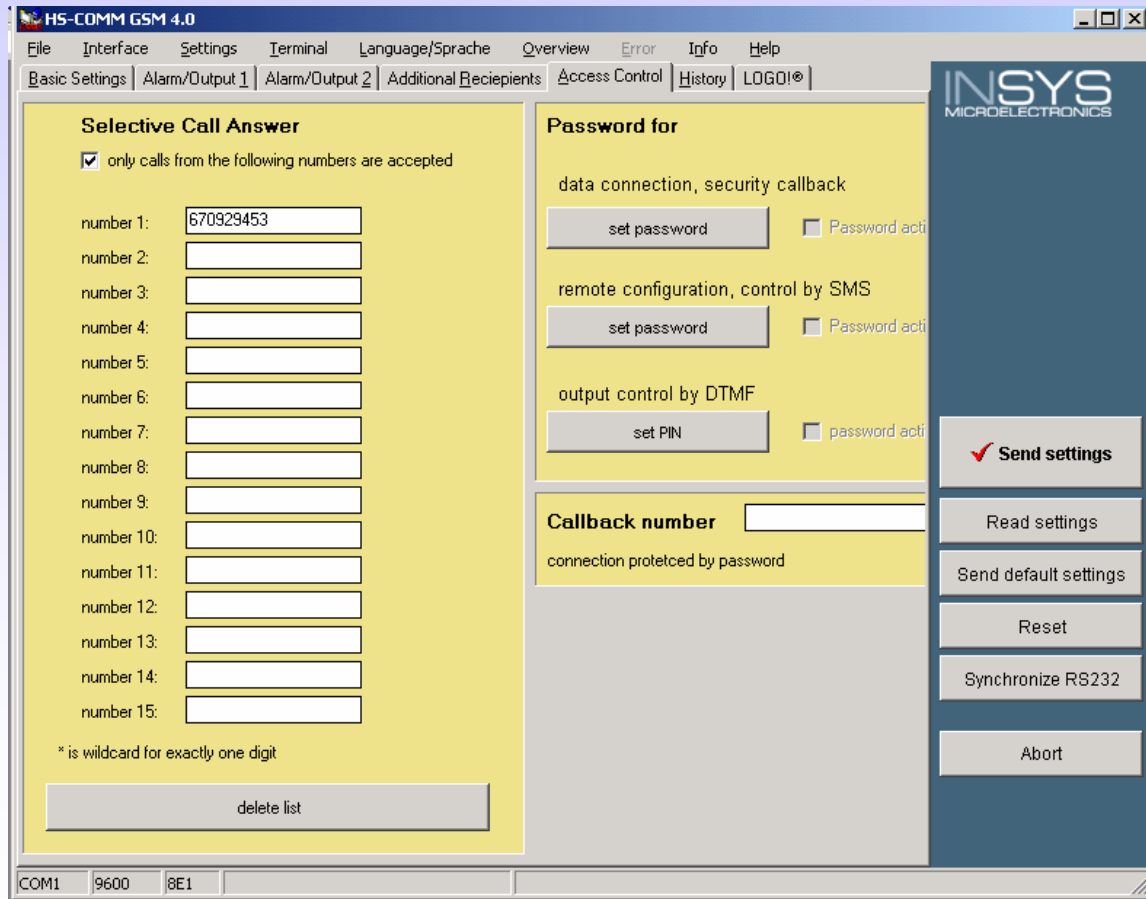 HS-COMM GSM 4.0
File Interface Settings Terminal Language/Sprache Overview Error Info Help
Basic Settings Alarm/Output 1 Alarm/Output 2 Additional Reciepients Access Control History LOGO!®
INSYS
MICROELECTRONICS
Selective Call Answer
only calls from the following numbers are accepted
number 1: 670929453
number 2:
number 3:
number 4:
number 5:
number 6:
number 7:
number 8:
number 9:
number 10:
number 11:
number 12:
number 13:
number 14:
number 15:
* is wildcard for exactly one digit
delete list
Password for
data connection, security callback
set password Password acti
remote configuration, control by SMS
set password Password acti
output control by DTMF
set PIN password acti
Callback number
connection protetced by password
Send settings
Read settings
Send default settings
Reset
Synchronize RS232
Abort
COM1 9600 8E1